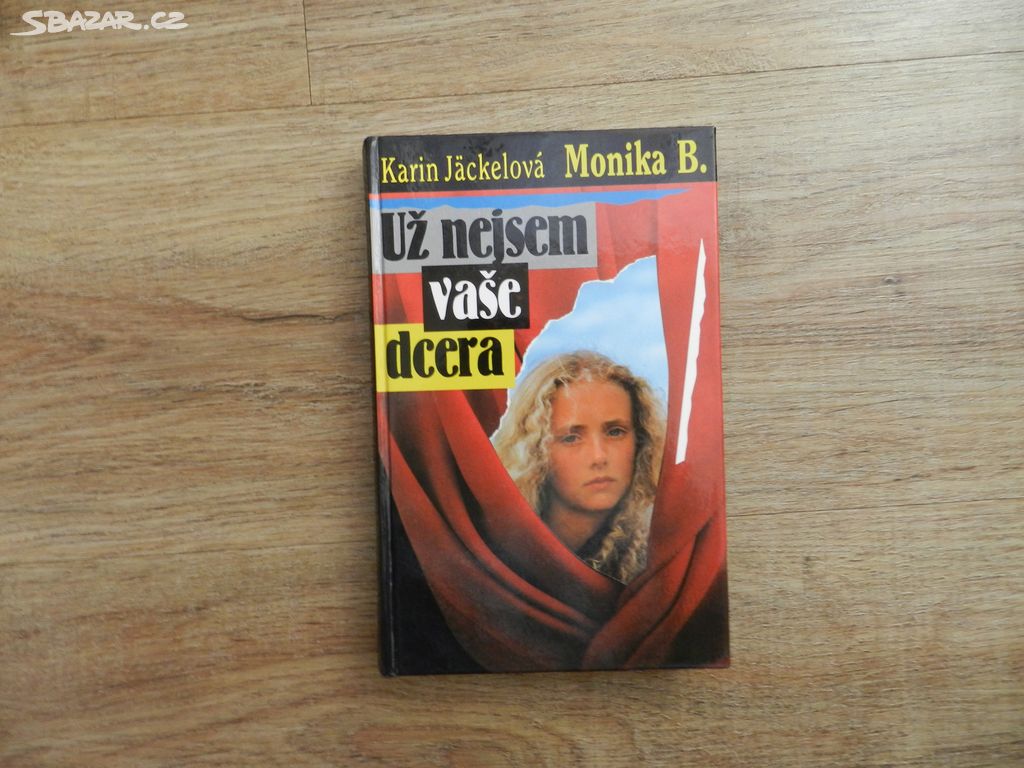 SBAZAR.CZ
Karin Jäckelová Monika B.
Už nejsem
vaše
dcera